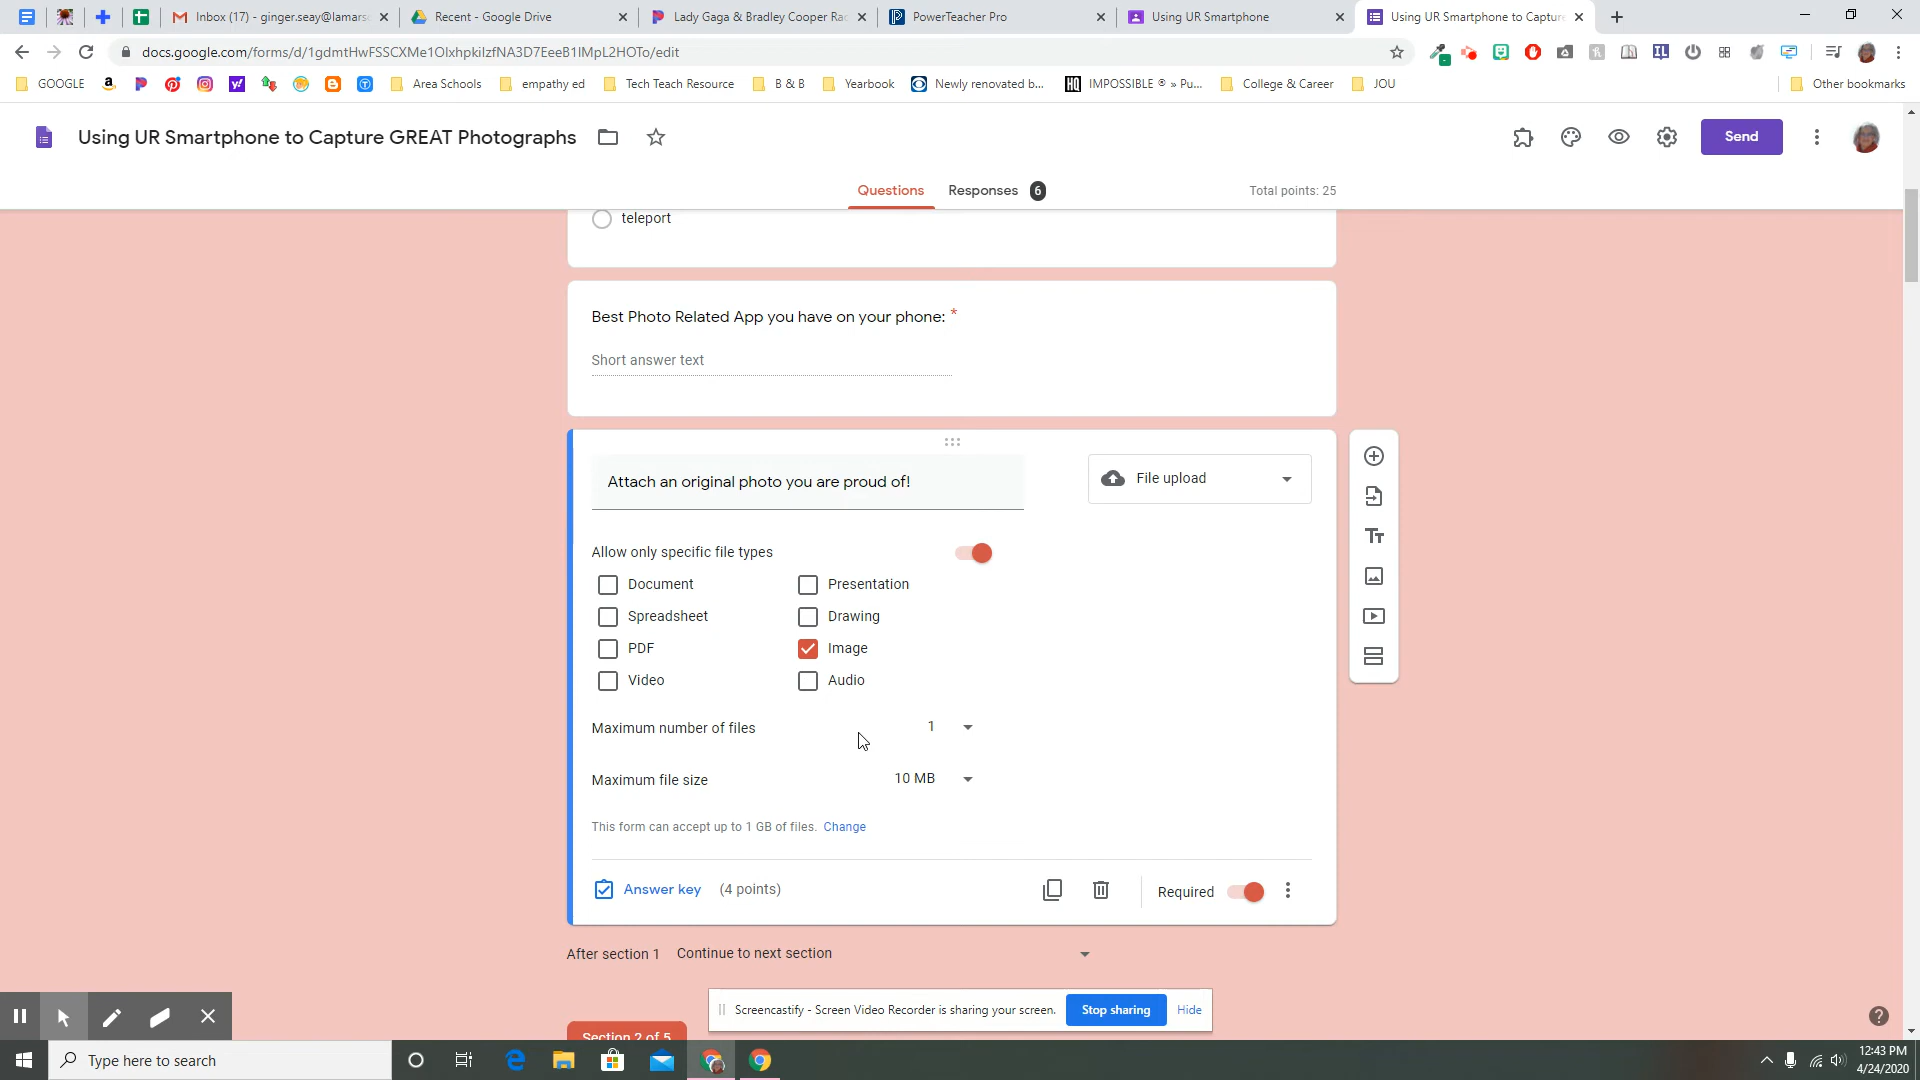 Inbox (17) - ginger.seay@lamarsc
Recent - Google Drive
Lady Gaga & Bradley Cooper Rac
PowerTeacher Pro
Using UR Smartphone
Using UR Smartphone to Capture
docs.google.com/forms/d/1gdmtHwFSSCXMe1OlxhpkiIzfNA3D7EeeB1IMpL2HOTo/edit
GOOGLE
Area Schools
empathy ed
Tech Teach Resource
B & B
Yearbook
Newly renovated b...
HQ
IMPOSSIBLE ® » Pu...
College & Career
JOU
Other bookmarks
Using UR Smartphone to Capture GREAT Photographs
Send
Questions
Responses 6
Total points: 25
teleport
Best Photo Related App you have on your phone: *
Short answer text
Attach an original photo you are proud of!
File upload
Allow only specific file types
Document
Presentation
Spreadsheet
Drawing
PDF
Image
Video
Audio
Maximum number of files 1
Maximum file size 10 MB
This form can accept up to 1 GB of files. Change
Answer key (4 points)
Required
After section 1 Continue to next section
Screencastify - Screen Video Recorder is sharing your screen.
Stop sharing
Hide
Section 2 of 5
Type here to search
12:43 PM
4/24/2020